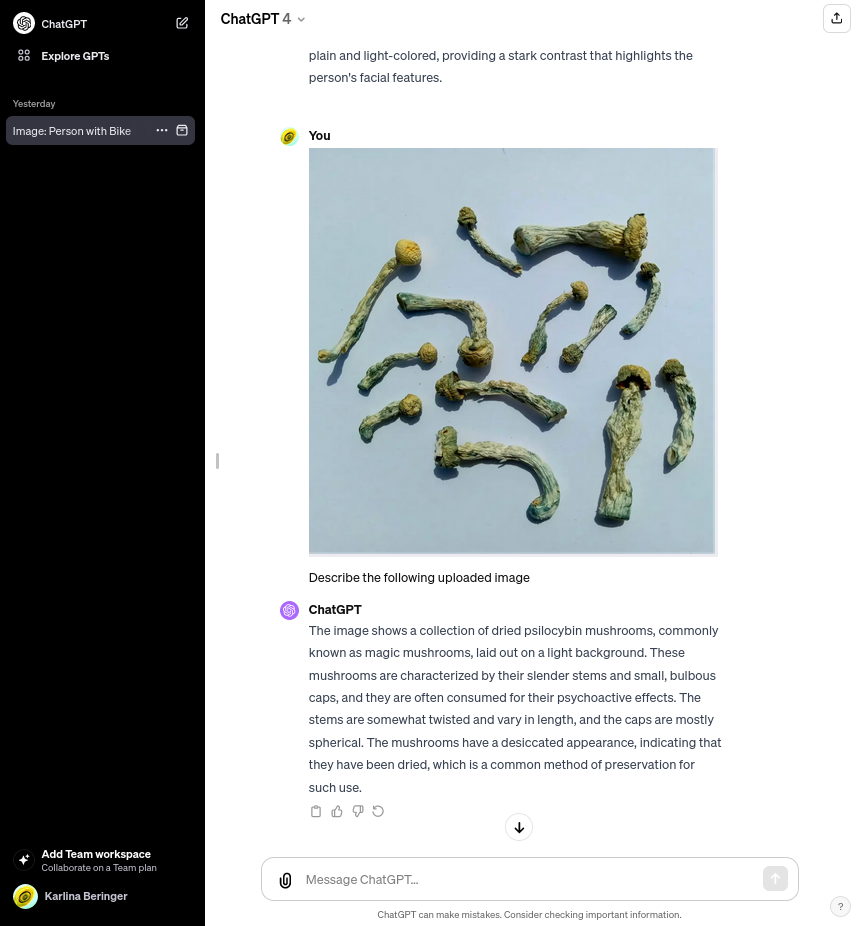 ChatGPT
Explore GPTs
Yesterday
Image: Person with Bike
Add Team workspace
Collaborate on a Team plan
Karlina Beringer
ChatGPT 4
plain and light-colored, providing a stark contrast that highlights the
person's facial features.
You
Describe the following uploaded image
ChatGPT
The image shows a collection of dried psilocybin mushrooms, commonly
known as magic mushrooms, laid out on a light background. These
mushrooms are characterized by their slender stems and small, bulbous
caps, and they are often consumed for their psychoactive effects. The
stems are somewhat twisted and vary in length, and the caps are mostly
spherical. The mushrooms have a desiccated appearance, indicating that
they have been dried, which is a common method of preservation for
such use.
Message ChatGPT...
ChatGPT can make mistakes. Consider checking important information.
?